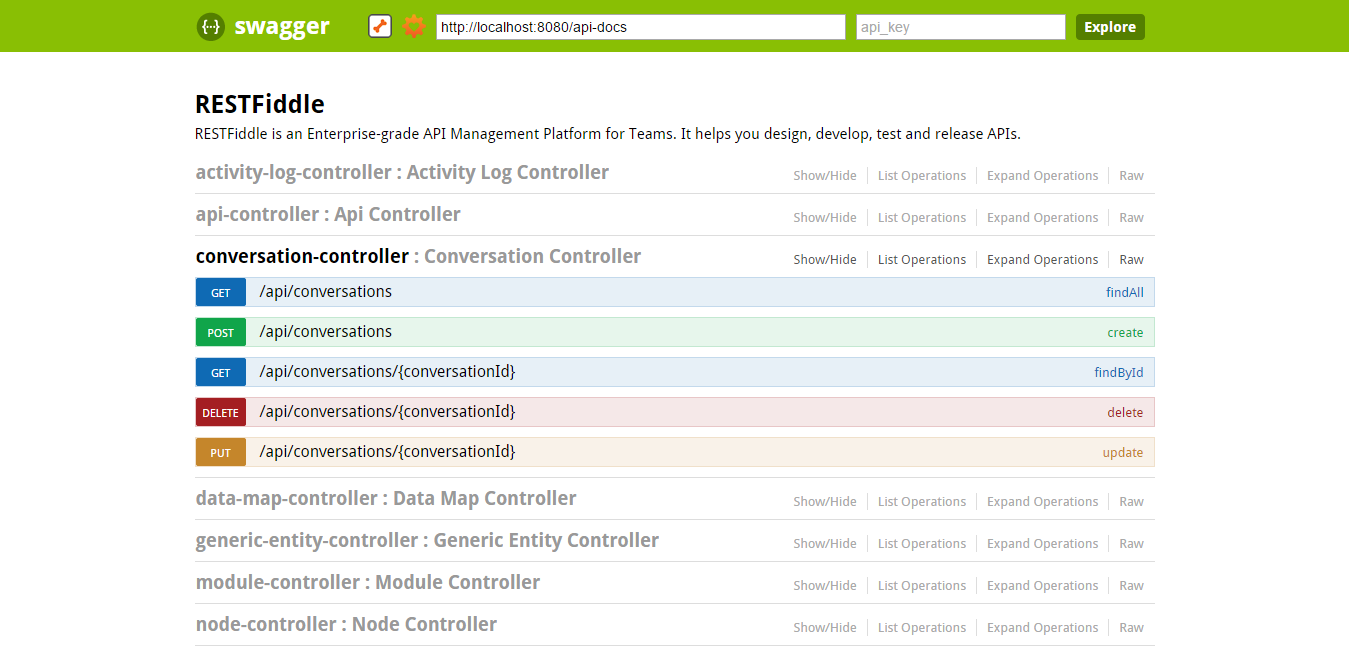 {··} swagger http://localhost:8080/api-docs api_key Explore
RESTFiddle
RESTFiddle is an Enterprise-grade API Management Platform for Teams. It helps you design, develop, test and release APIs.
activity-log-controller : Activity Log Controller Show/Hide List Operations Expand Operations Raw
api-controller : Api Controller Show/Hide List Operations Expand Operations Raw
conversation-controller : Conversation Controller Show/Hide List Operations Expand Operations Raw
GET /api/conversations findAll
POST /api/conversations create
GET /api/conversations/{conversationId} findById
DELETE /api/conversations/{conversationId} delete
PUT /api/conversations/{conversationId} update
data-map-controller : Data Map Controller Show/Hide List Operations Expand Operations Raw
generic-entity-controller : Generic Entity Controller Show/Hide List Operations Expand Operations Raw
module-controller : Module Controller Show/Hide List Operations Expand Operations Raw
node-controller : Node Controller Show/Hide List Operations Expand Operations Raw